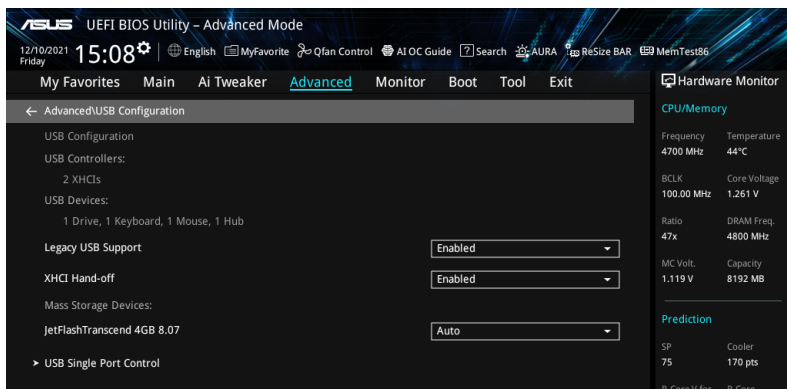 ASUS UEFI BIOS Utility – Advanced Mode
12/10/2021 Friday 15:08 English MyFavorite Qfan Control AI OC Guide ? Search AURA ReSize BAR MemTest86
My Favorites Main Ai Tweaker Advanced Monitor Boot Tool Exit
← Advanced\USB Configuration
USB Configuration
USB Controllers:
2 XHCIs
USB Devices:
1 Drive, 1 Keyboard, 1 Mouse, 1 Hub
Legacy USB Support Enabled
XHCI Hand-off Enabled
Mass Storage Devices:
JetFlashTranscend 4GB 8.07 Auto
USB Single Port Control
Hardware Monitor
CPU/Memory
Frequency Temperature
4700 MHz 44°C
BCLK Core Voltage
100.00 MHz 1.261 V
Ratio DRAM Freq.
47x 4800 MHz
MC Volt. Capacity
1.119 V 8192 MB
Prediction
SP Cooler
75 170 pts